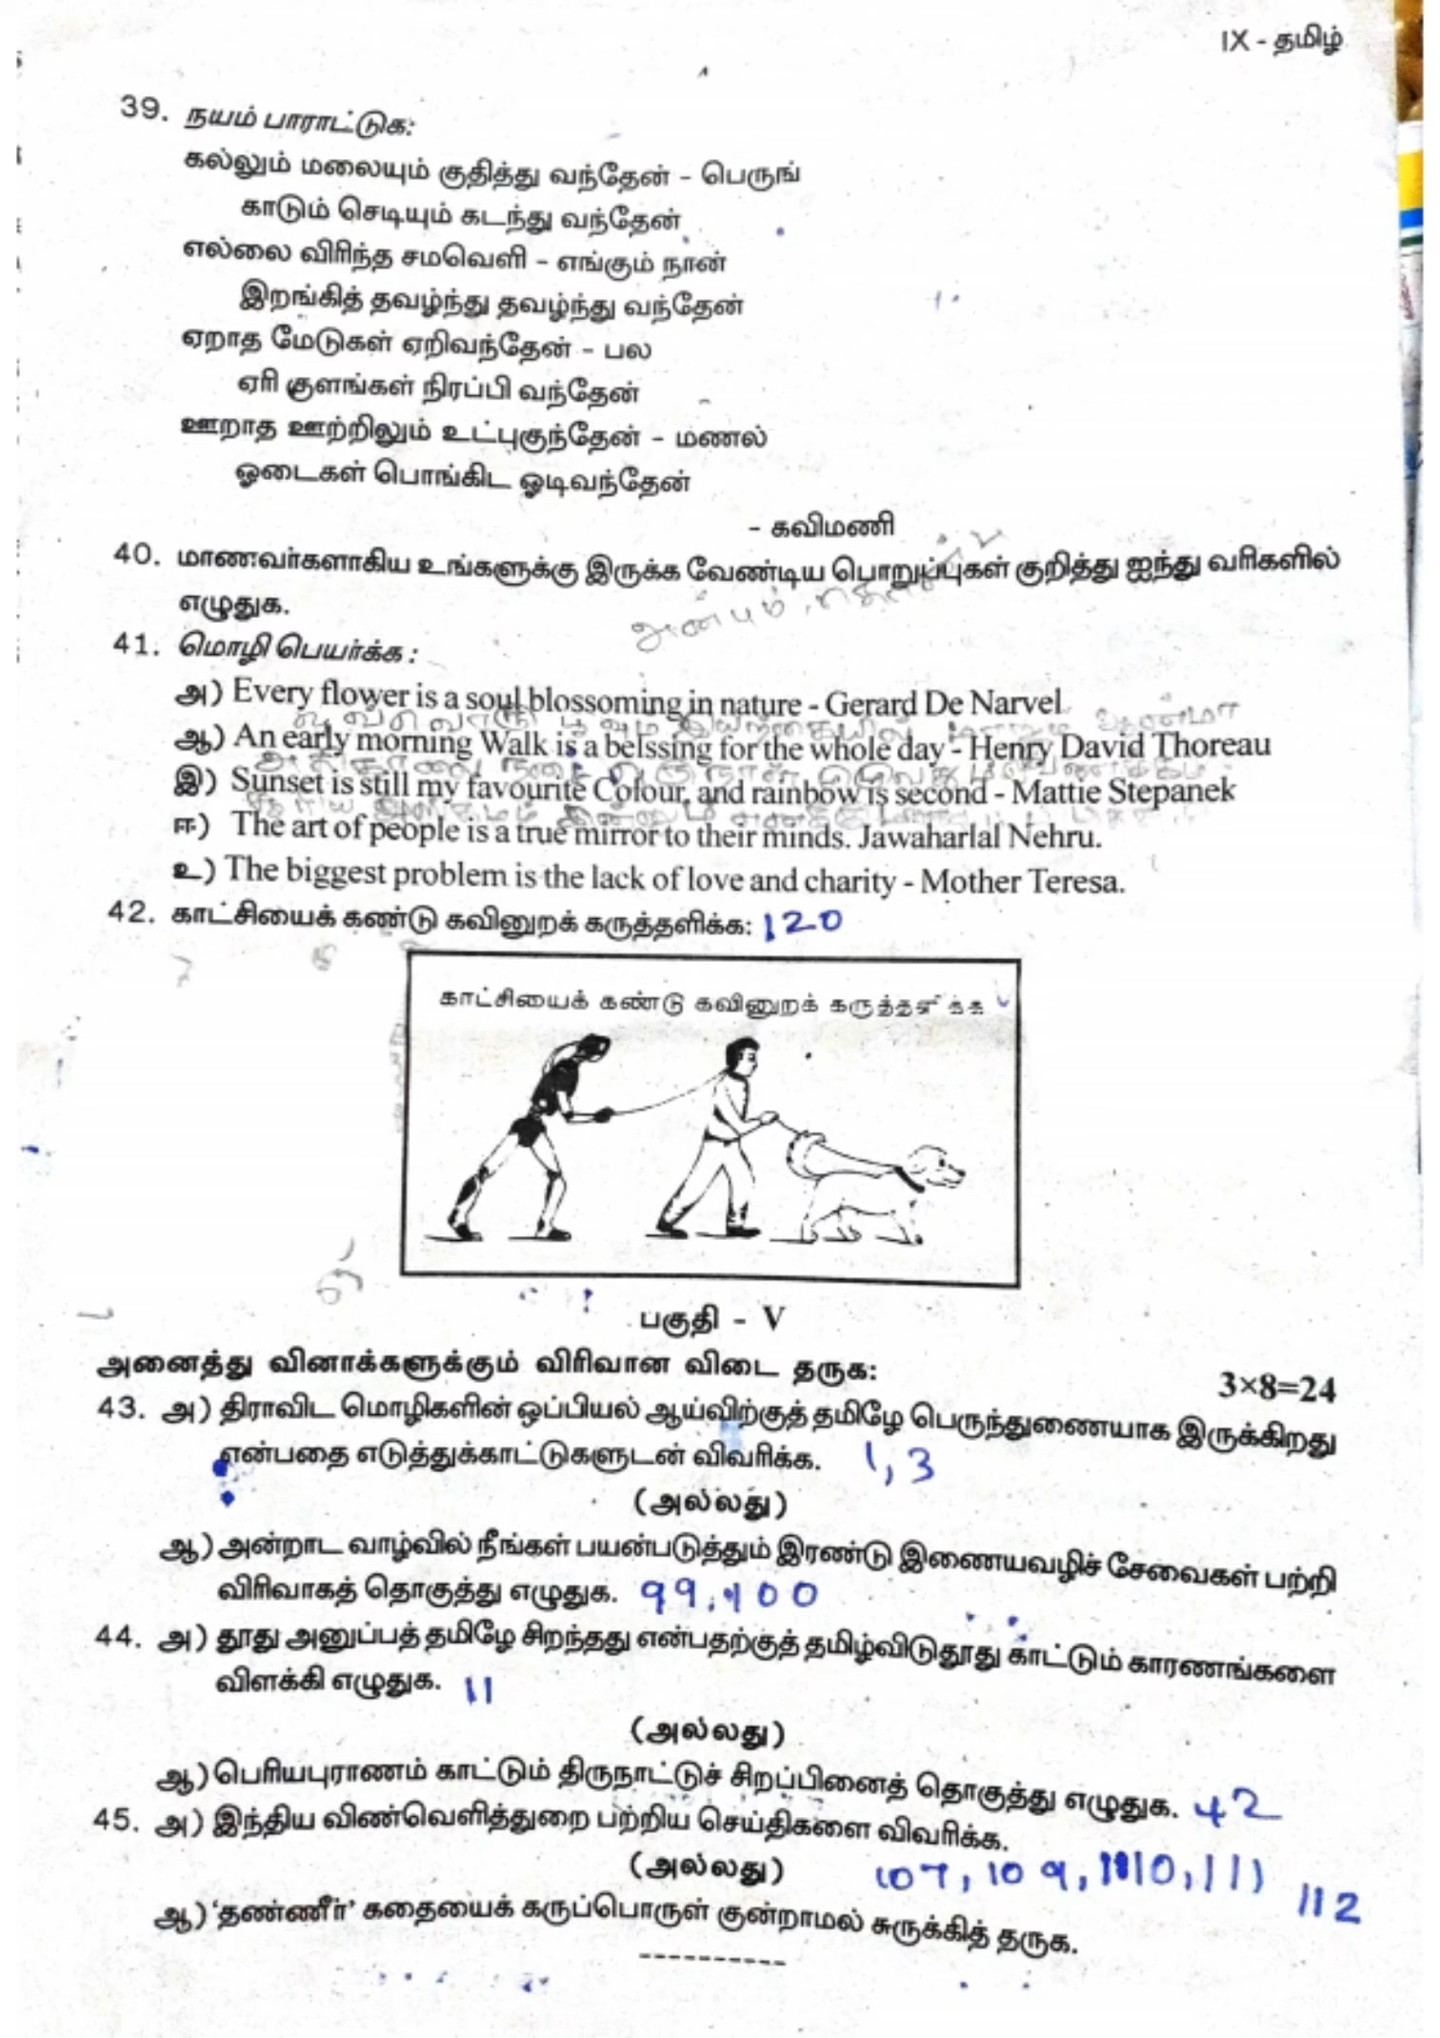 IX - தமிழ்
39. நயம் பாராட்டுக:
கல்லும் மலையும் குதித்து வந்தேன் - பெருங்
காடும் செடியும் கடந்து வந்தேன்
எல்லை விரிந்த சமவெளி - எங்கும் நான்
இறங்கித் தவழ்ந்து தவழ்ந்து வந்தேன்
ஏறாத மேடுகள் ஏறிவந்தேன் - பல
ஏரி குளங்கள் நிரப்பி வந்தேன்
ஊறாத ஊற்றிலும் உட்புகுந்தேன் - மணல்
ஓடைகள் பொங்கிட ஓடிவந்தேன்
- கவிமணி
40. மாணவர்களாகிய உங்களுக்கு இருக்க வேண்டிய பொறுப்புகள் குறித்து ஐந்து வரிகளில்
எழுதுக.
அன்பும்,
41. மொழி பெயர்க்க :
அ) Every flower is a soul blossoming in nature - Gerard De Narvel
ஆ) An early morning Walk is a belssing for the whole day - Henry David Thoreau
இ) Sunset is still my favourite Colour, and rainbow is second - Mattie Stepanek
ஈ) The art of people is a true mirror to their minds. Jawaharlal Nehru.
உ) The biggest problem is the lack of love and charity - Mother Teresa.
42. காட்சியைக் கண்டு கவினுறக் கருத்தளிக்க: 120
காட்சியைக் கண்டு கவினுறக் கருத்தளிக்க
பகுதி - V
அனைத்து வினாக்களுக்கும் விரிவான விடை தருக:
3×8=24
43. அ) திராவிட மொழிகளின் ஒப்பியல் ஆய்விற்குத் தமிழே பெருந்துணையாக இருக்கிறது
என்பதை எடுத்துக்காட்டுகளுடன் விவரிக்க. 1, 3
(அல்லது)
ஆ) அன்றாட வாழ்வில் நீங்கள் பயன்படுத்தும் இரண்டு இணையவழிச் சேவைகள் பற்றி
விரிவாகத் தொகுத்து எழுதுக. 99, 100
44. அ) தூது அனுப்பத் தமிழே சிறந்தது என்பதற்குத் தமிழ்விடுதூது காட்டும் காரணங்களை
விளக்கி எழுதுக. 11
(அல்லது)
ஆ) பெரியபுராணம் காட்டும் திருநாட்டுச் சிறப்பினைத் தொகுத்து எழுதுக. 42
45. அ) இந்திய விண்வெளித்துறை பற்றிய செய்திகளை விவரிக்க.
(அல்லது) 107, 109, 110, 111 112
ஆ) 'தண்ணீர்' கதையைக் கருப்பொருள் குன்றாமல் சுருக்கித் தருக.